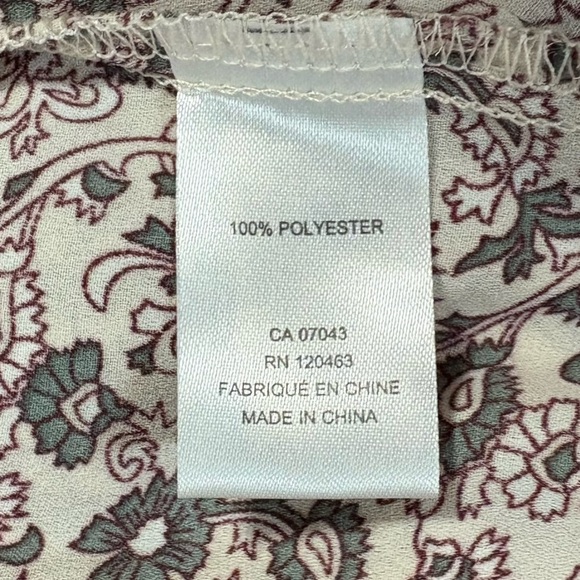 100% POLYESTER
CA 07043
RN 120463
FABRIQUÉ EN CHINE
MADE IN CHINA